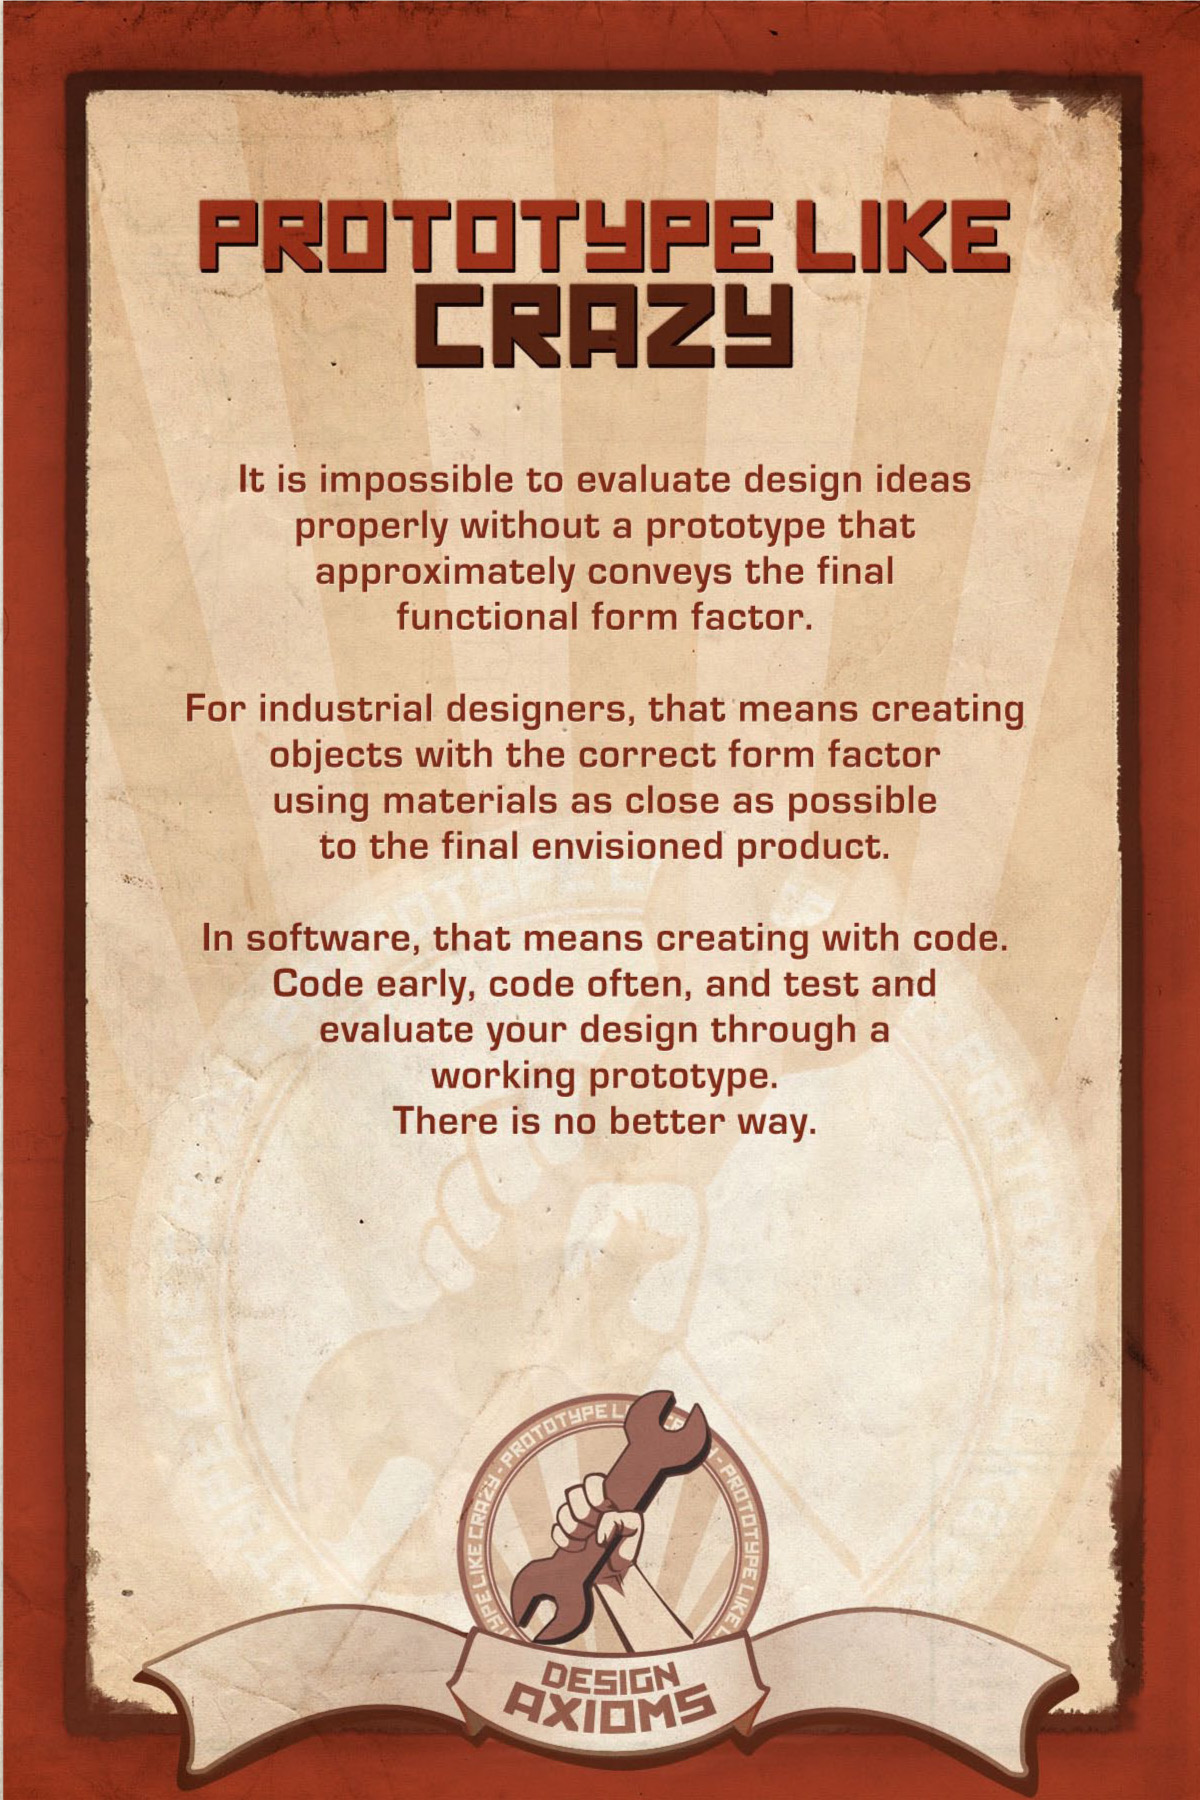 PROTOTYPE LIKE
CRAZY
It is impossible to evaluate design ideas
properly without a prototype that
approximately conveys the final
functional form factor.
For industrial designers, that means creating
objects with the correct form factor
using materials as close as possible
to the final envisioned product.
In software, that means creating with code.
Code early, code often, and test and
evaluate your design through a
working prototype.
There is no better way.
YPE LIKE CRAZY - PROTOTYPE LI CR Y - PROTOTYPE LIKE
DESIGN
AXIOMS